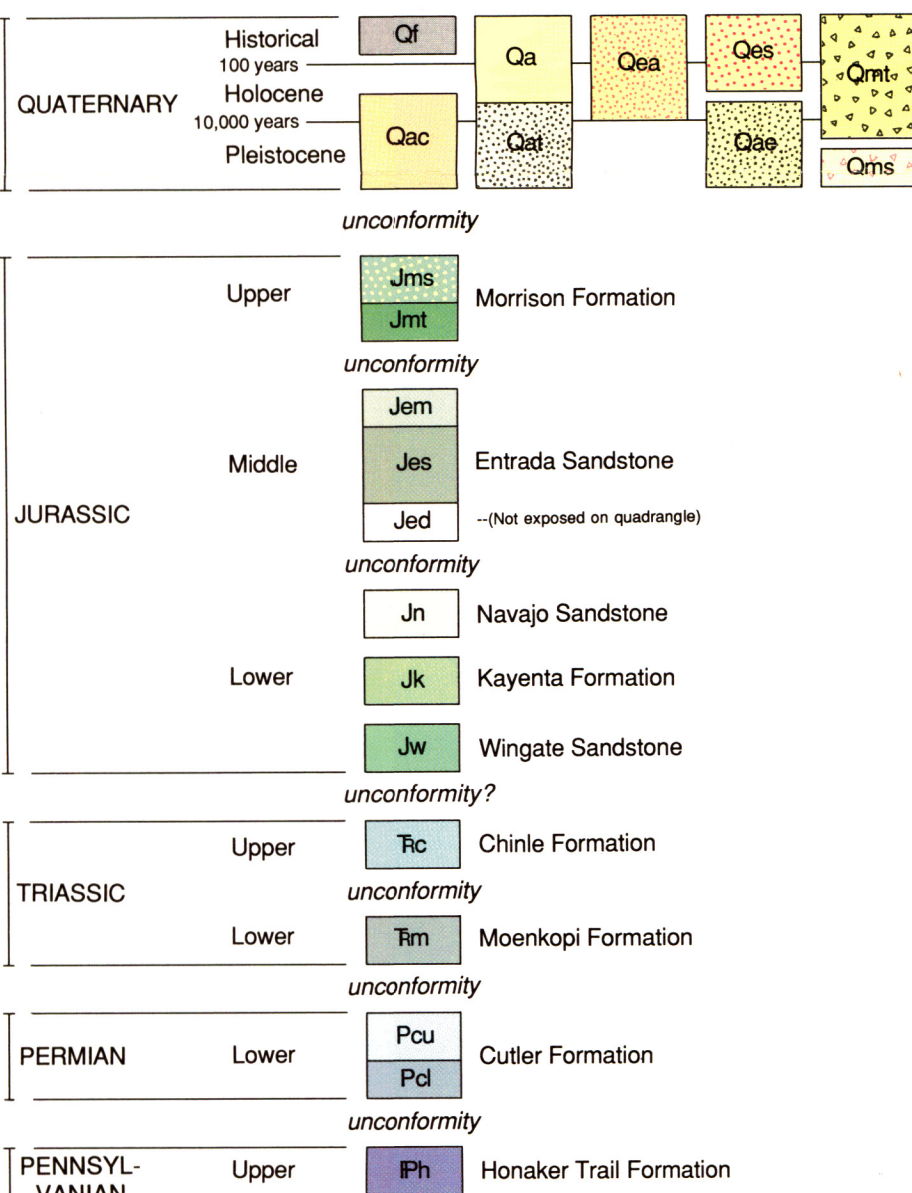 Historical
Qf
Qa
Qea
Qes
Qmt
100 years
QUATERNARY
Holocene
10,000 years
Qac
Qat
Qae
Pleistocene
Qms
unconformity
Jms
Upper
Morrison Formation
Jmt
unconformity
Jem
Middle
Jes
Entrada Sandstone
JURASSIC
Jed
--(Not exposed on quadrangle)
unconformity
Jn
Navajo Sandstone
Lower
Jk
Kayenta Formation
Jw
Wingate Sandstone
unconformity?
Upper
TRc
Chinle Formation
TRIASSIC
unconformity
Lower
TRm
Moenkopi Formation
unconformity
Pcu
PERMIAN
Lower
Cutler Formation
Pcl
unconformity
PENNSYL-
VANIAN
Upper
IPh
Honaker Trail Formation